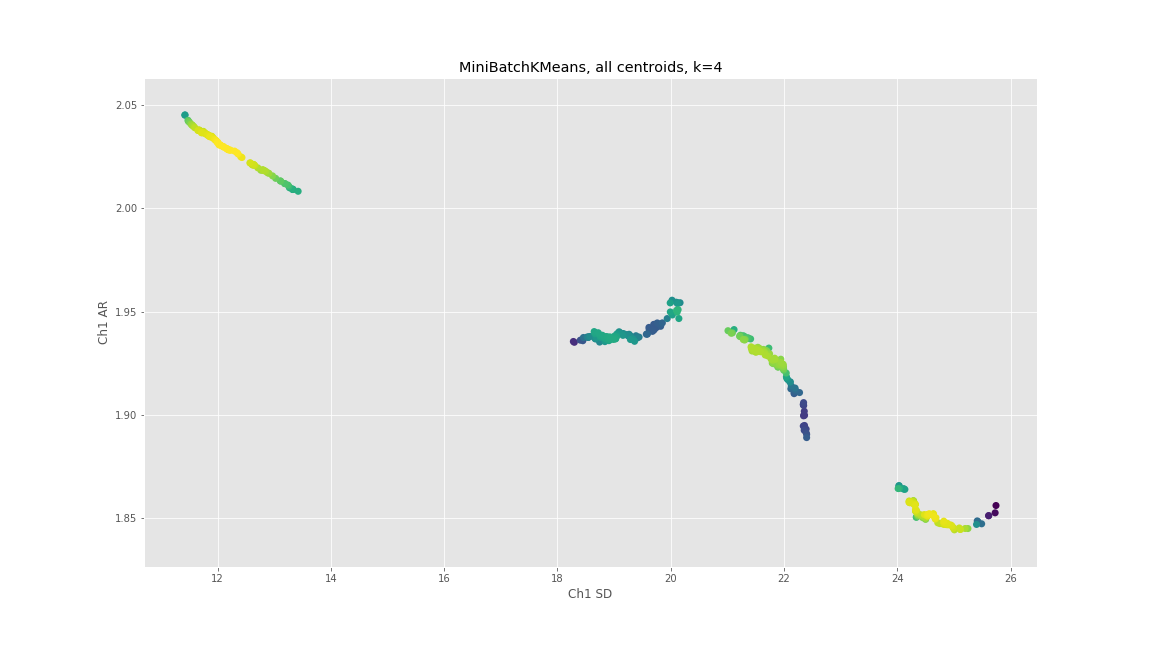 MiniBatchKMeans, all centroids, k=4
2.05
2.00
1.95
1.90
1.85
Ch1 AR
12 14 16 18 20 22 24 26
Ch1 SD